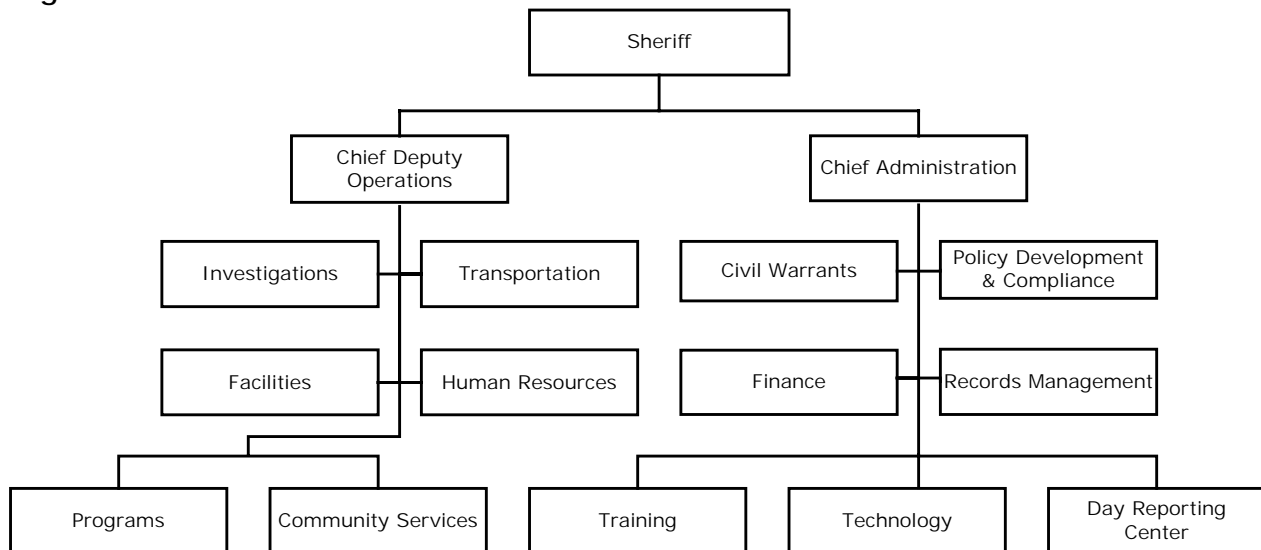 Sheriff
Chief Deputy
Operations
Chief Administration
Investigations
Transportation
Civil Warrants
Policy Development
& Compliance
Facilities
Human Resources
Finance
Records Management
Programs
Community Services
Training
Technology
Day Reporting
Center